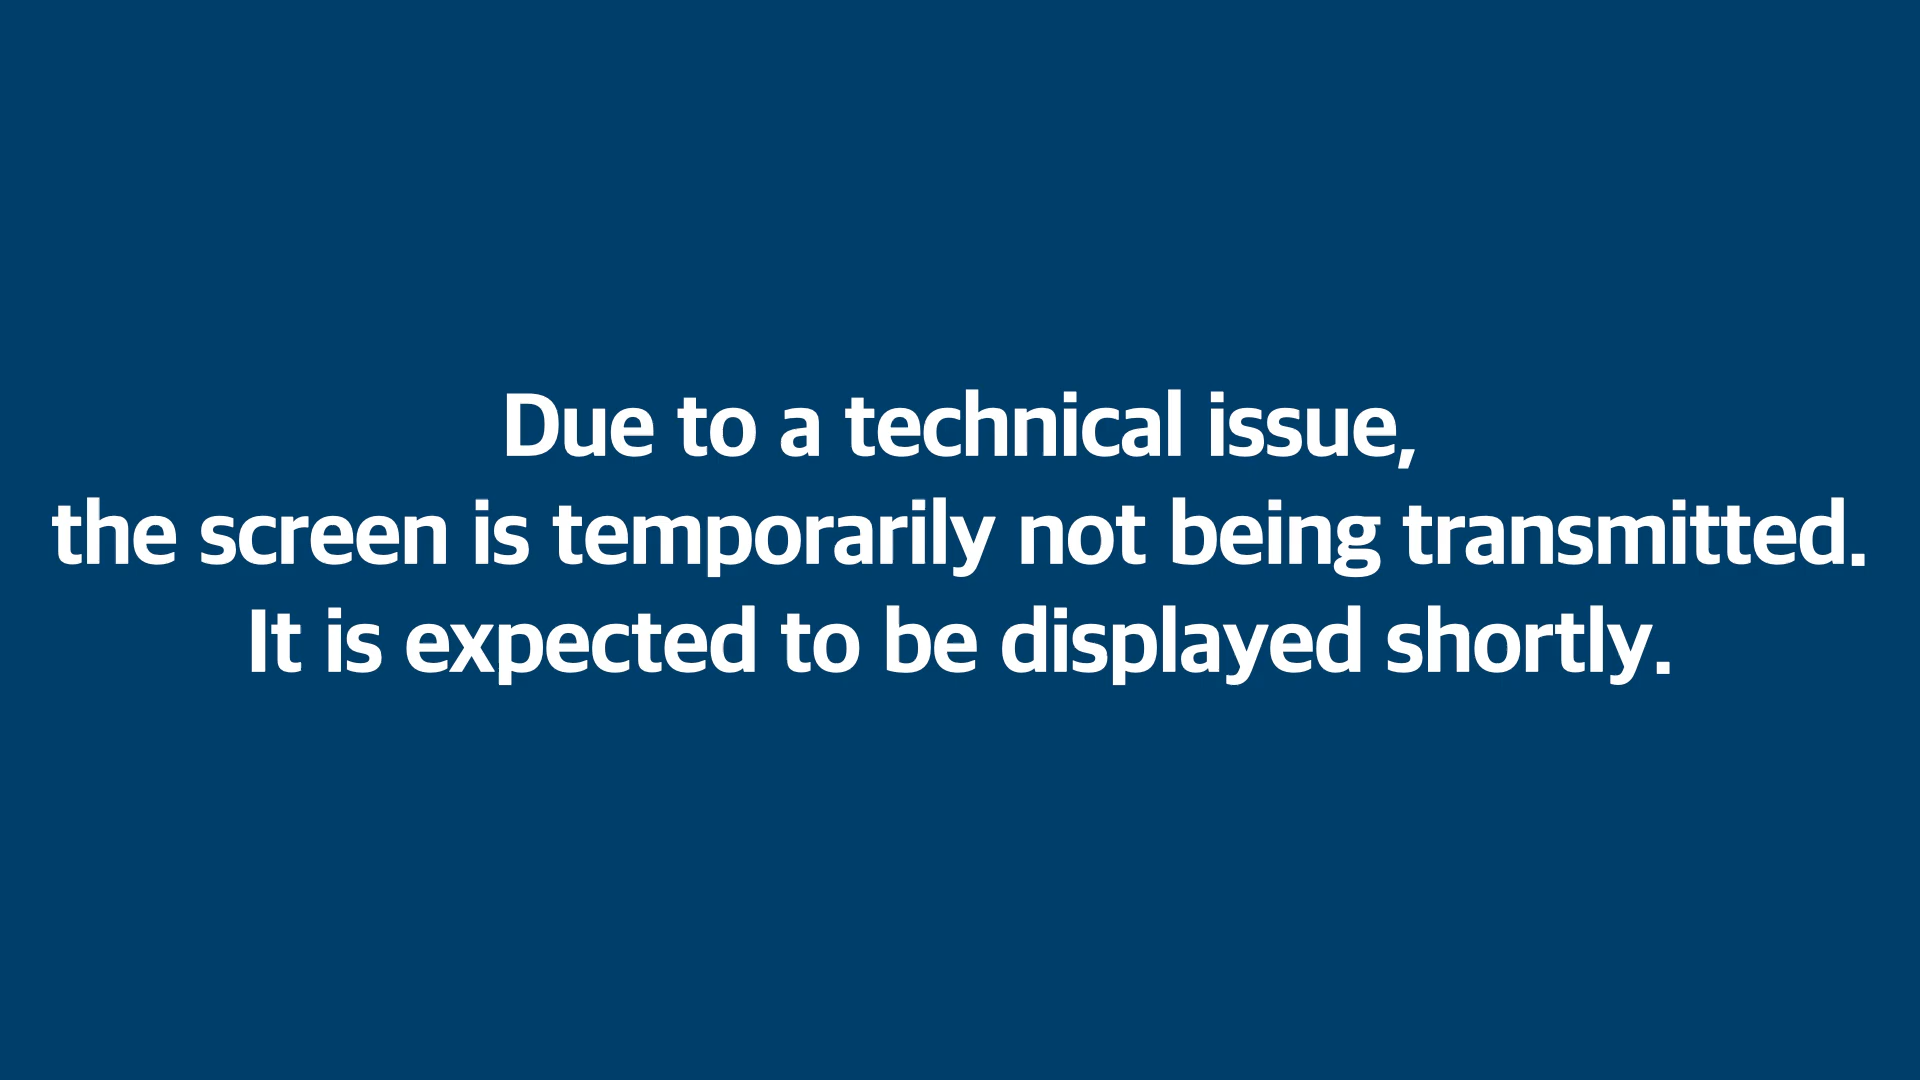 Due to a technical issue,
the screen is temporarily not being transmitted.
It is expected to be displayed shortly.